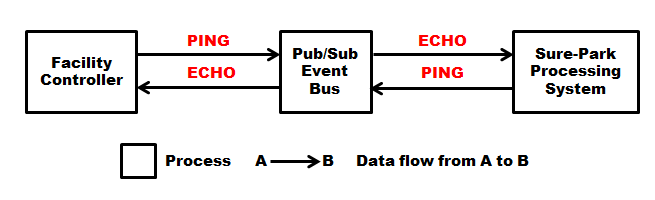 PING
ECHO
Facility
Controller
Pub/Sub
Event
Bus
Sure-Park
Processing
System
ECHO
PING
Process A B Data flow from A to B